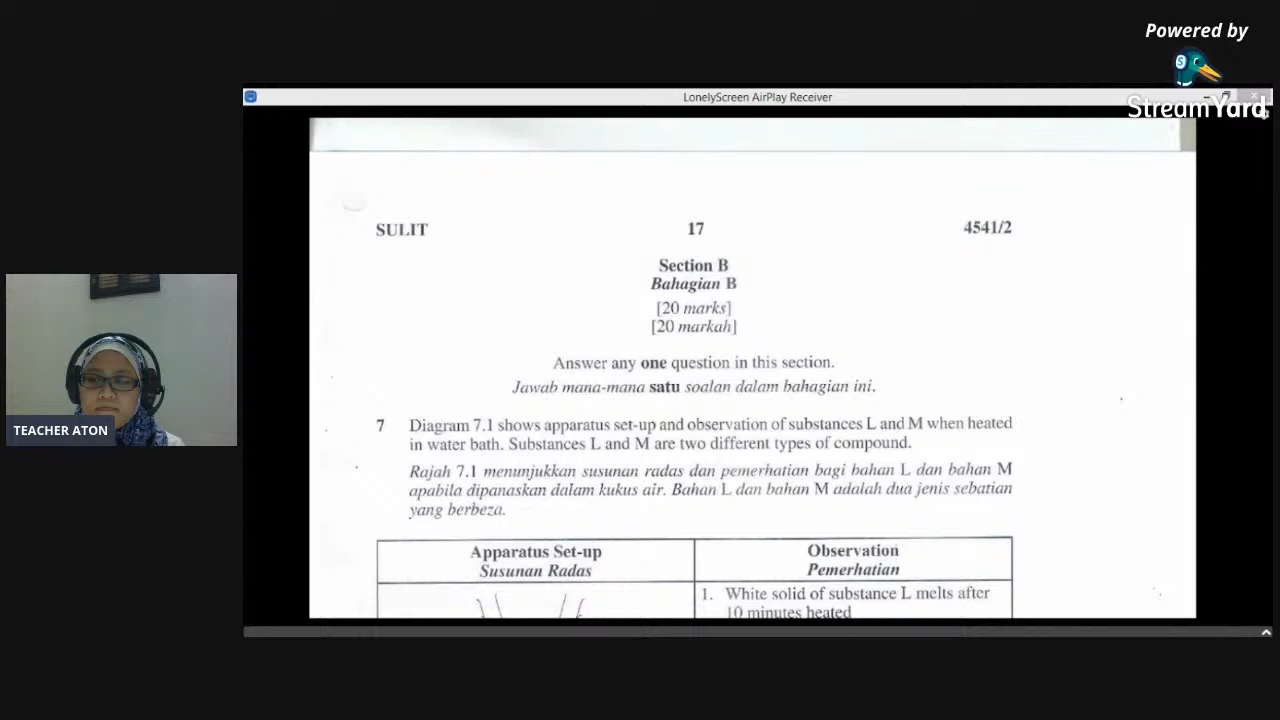 Powered by
StreamYard
LonelyScreen AirPlay Receiver
SULIT 17 4541/2
Section B
Bahagian B
[20 marks]
[20 markah]
Answer any one question in this section.
Jawab mana-mana satu soalan dalam bahagian ini.
7 Diagram 7.1 shows apparatus set-up and observation of substances L and M when heated
in water bath. Substances L and M are two different types of compound.
Rajah 7.1 menunjukkan susunan radas dan pemerhatian bagi bahan L dan bahan M
apabila dipanaskan dalam kukus air. Bahan L dan bahan M adalah dua jenis sebatian
yang berbeza.
Apparatus Set-up
Susunan Radas
Observation
Pemerhatian
1. White solid of substance L melts after
10 minutes heated
TEACHER ATON